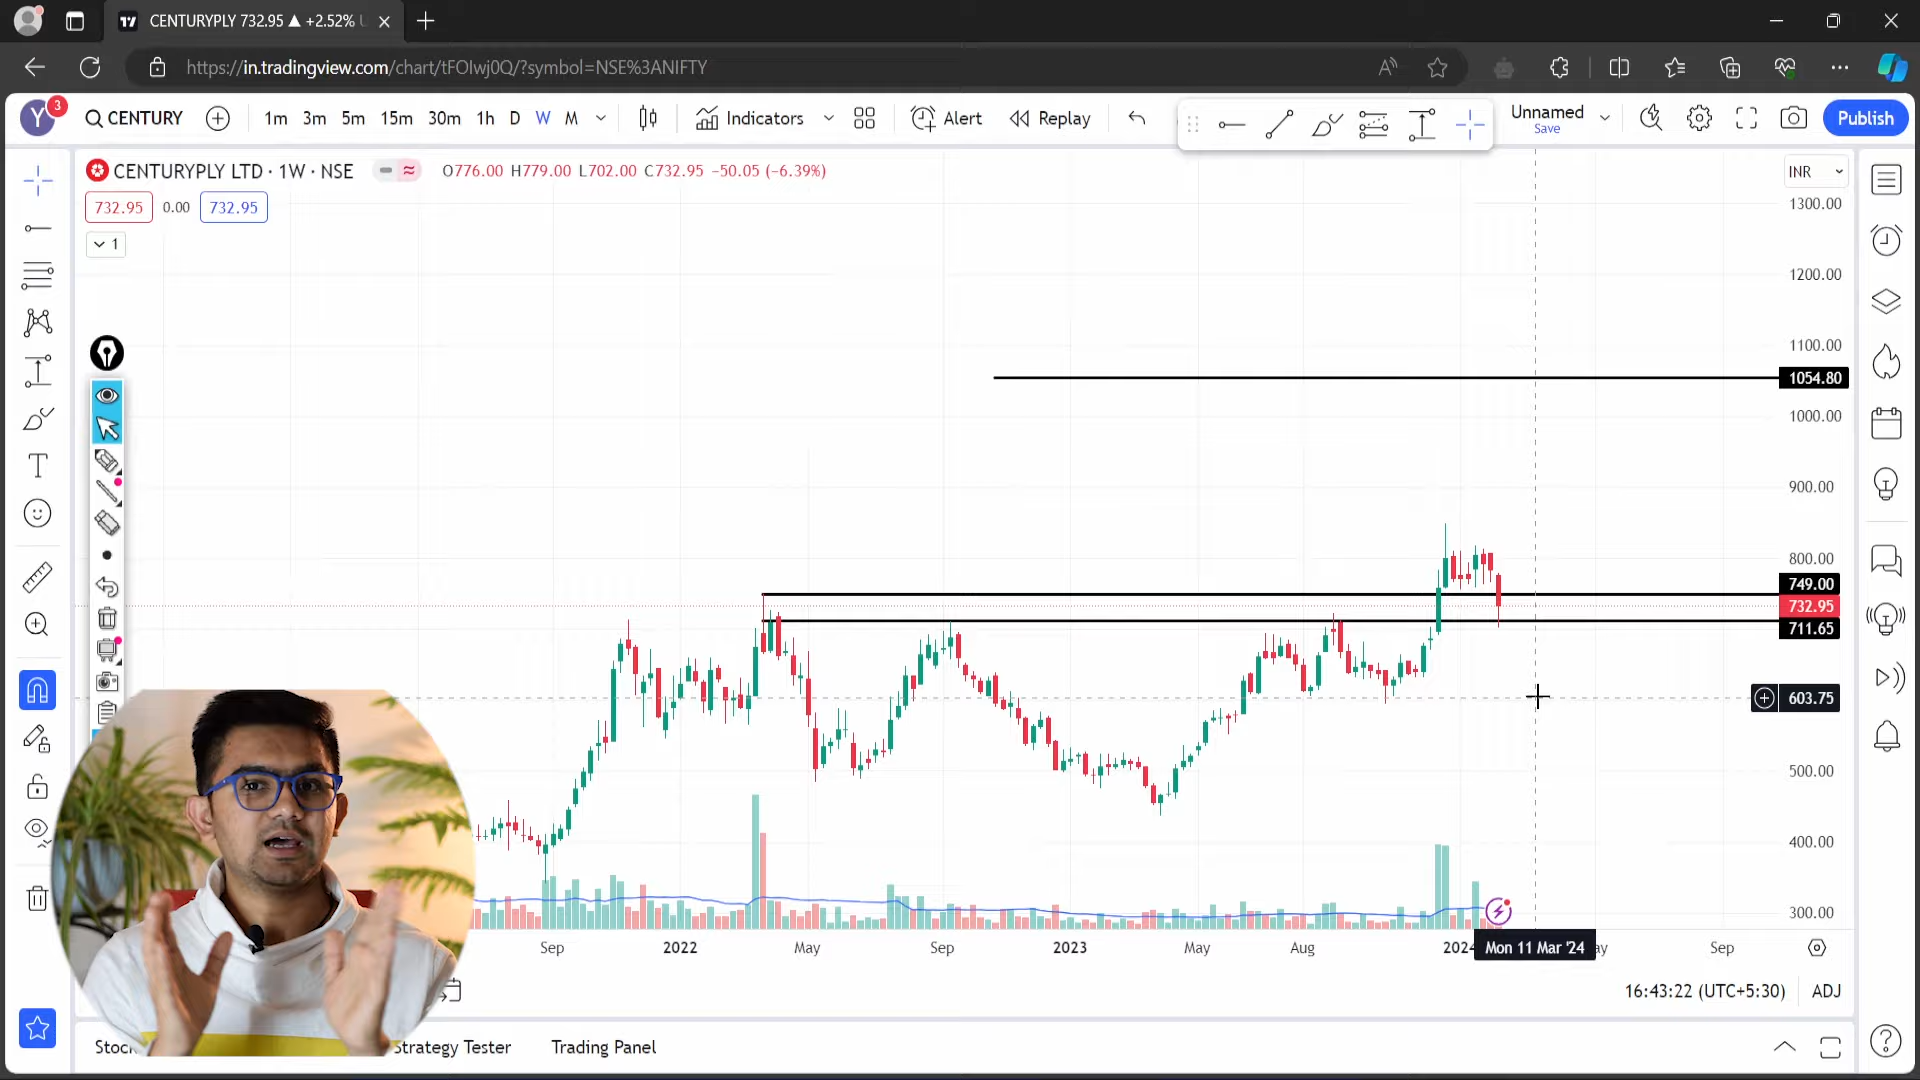 CENTURYPLY 732.95 ▲ +2.52%
https://in.tradingview.com/chart/tFOIwj0Q/?symbol=NSE%3ANIFTY
Y 3 CENTURY 1m 3m 5m 15m 30m 1h D W M Indicators Alert Replay Unnamed Save Publish
CENTURYPLY LTD · 1W · NSE O776.00 H779.00 L702.00 C732.95 −50.05 (−6.39%) INR
732.95 0.00 732.95
1
1300.00
1200.00
1100.00
1054.80
1000.00
900.00
800.00
749.00
732.95
711.65
603.75
500.00
400.00
300.00
Sep 2022 May Sep 2023 May Aug 2024 Mon 11 Mar '24 Sep
16:43:22 (UTC+5:30) ADJ
Strategy Tester Trading Panel